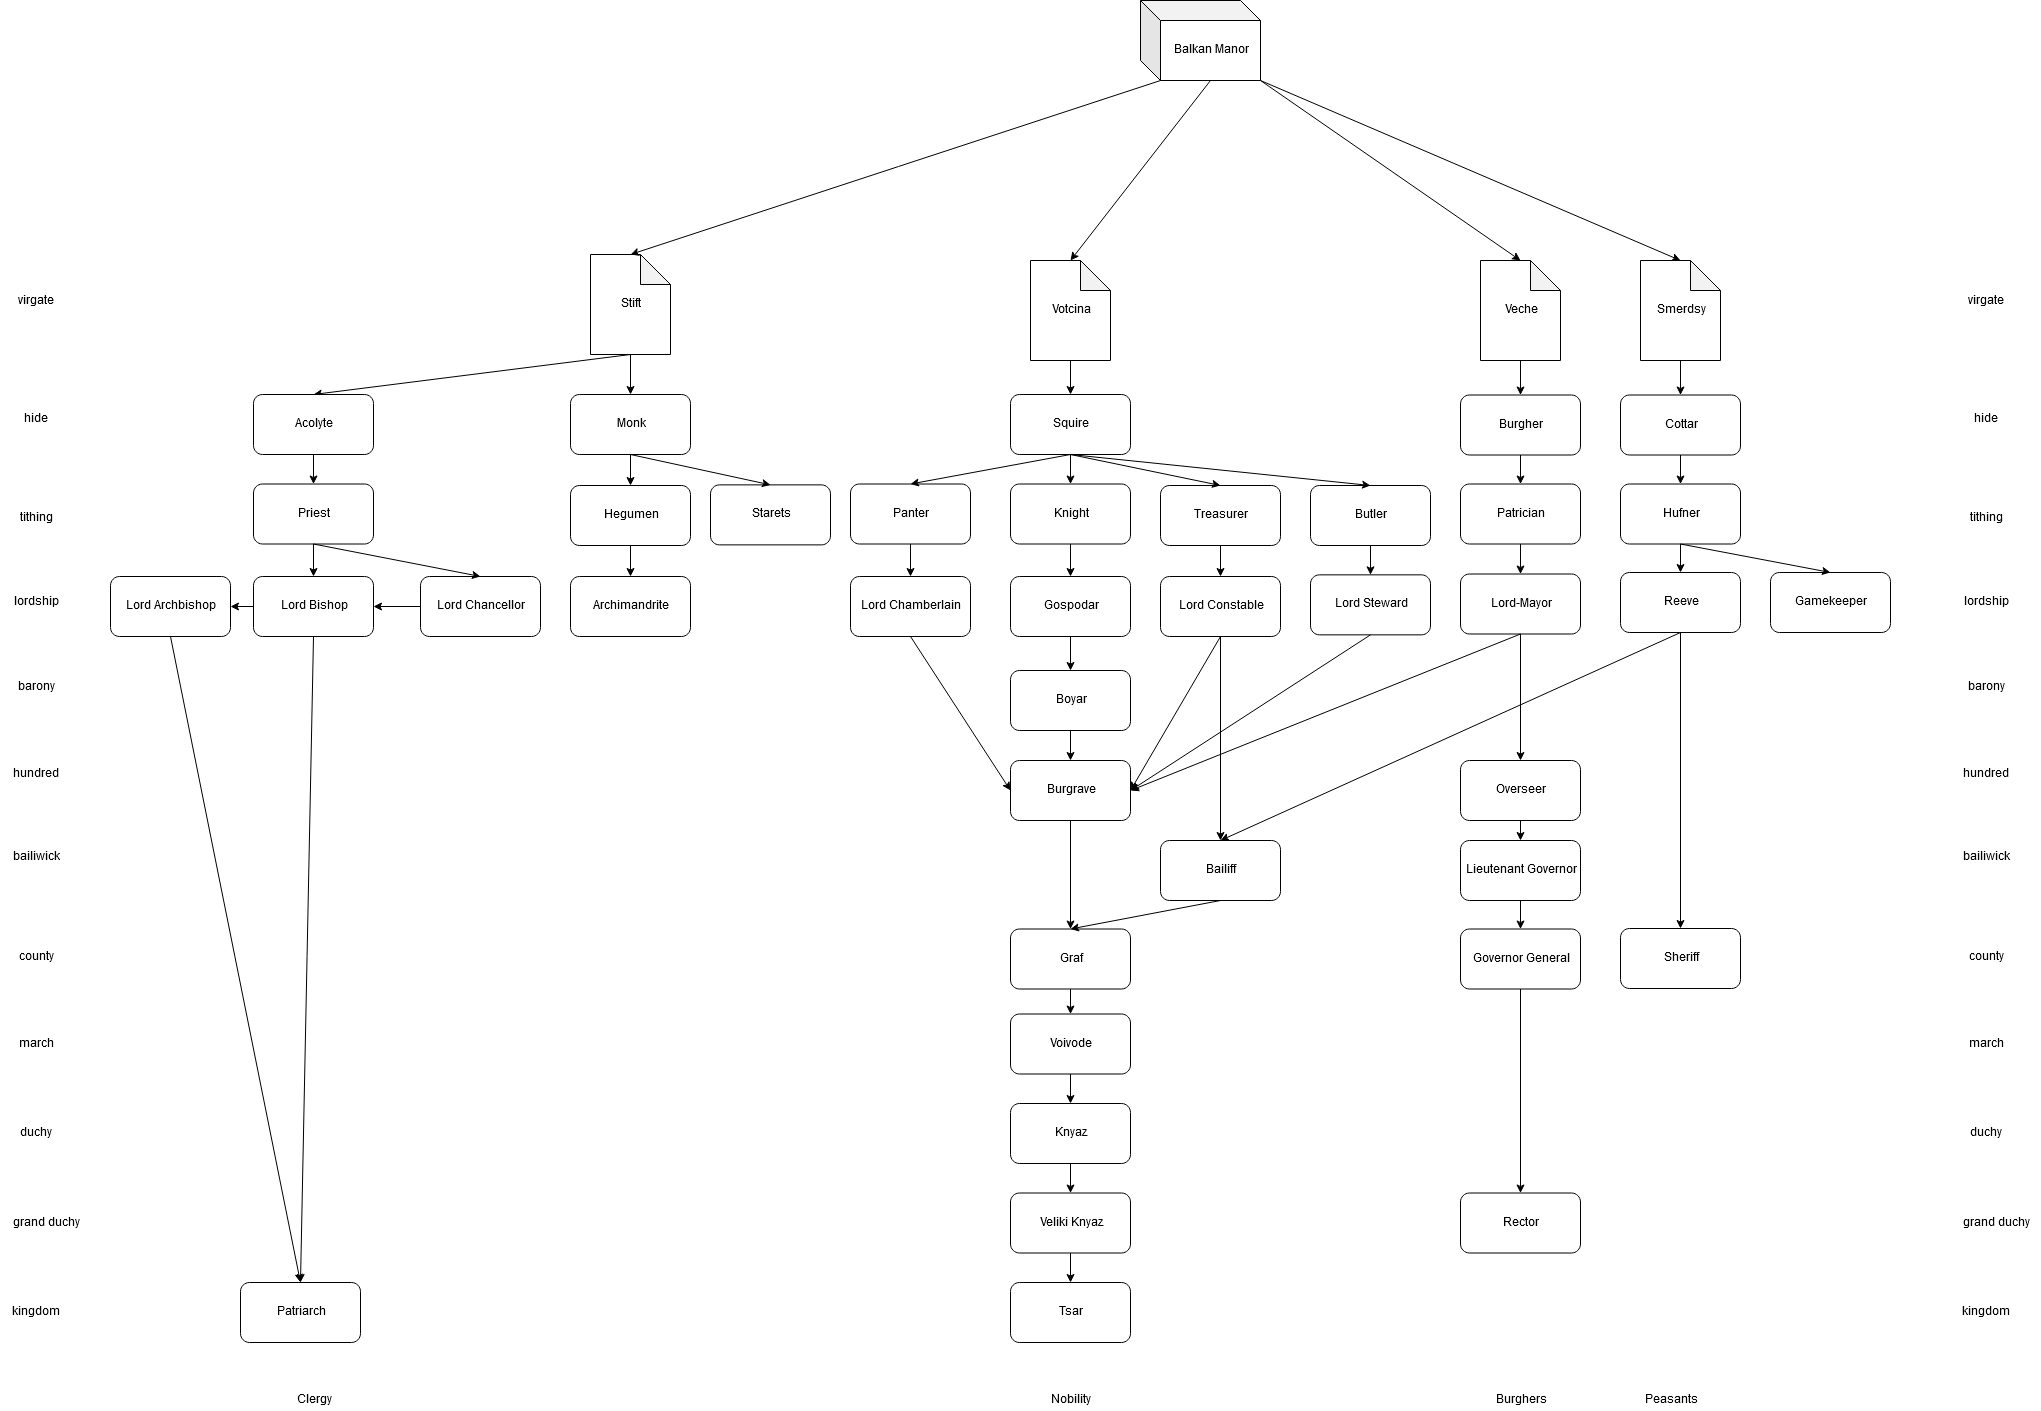 Balkan Manor
virgate
Stift
Votcina
Veche
Smerdsy
virgate
hide
Acolyte
Monk
Squire
Burgher
Cottar
hide
tithing
Priest
Hegumen
Starets
Panter
Knight
Treasurer
Butler
Patrician
Hufner
tithing
lordship
Lord Archbishop
Lord Bishop
Lord Chancellor
Archimandrite
Lord Chamberlain
Gospodar
Lord Constable
Lord Steward
Lord-Mayor
Reeve
Gamekeeper
lordship
barony
Boyar
barony
hundred
Burgrave
Overseer
hundred
bailiwick
Bailiff
Lieutenant Governor
bailiwick
county
Graf
Governor General
Sheriff
county
march
Voivode
march
duchy
Knyaz
duchy
grand duchy
Veliki Knyaz
Rector
grand duchy
kingdom
Patriarch
Tsar
kingdom
Clergy
Nobility
Burghers
Peasants